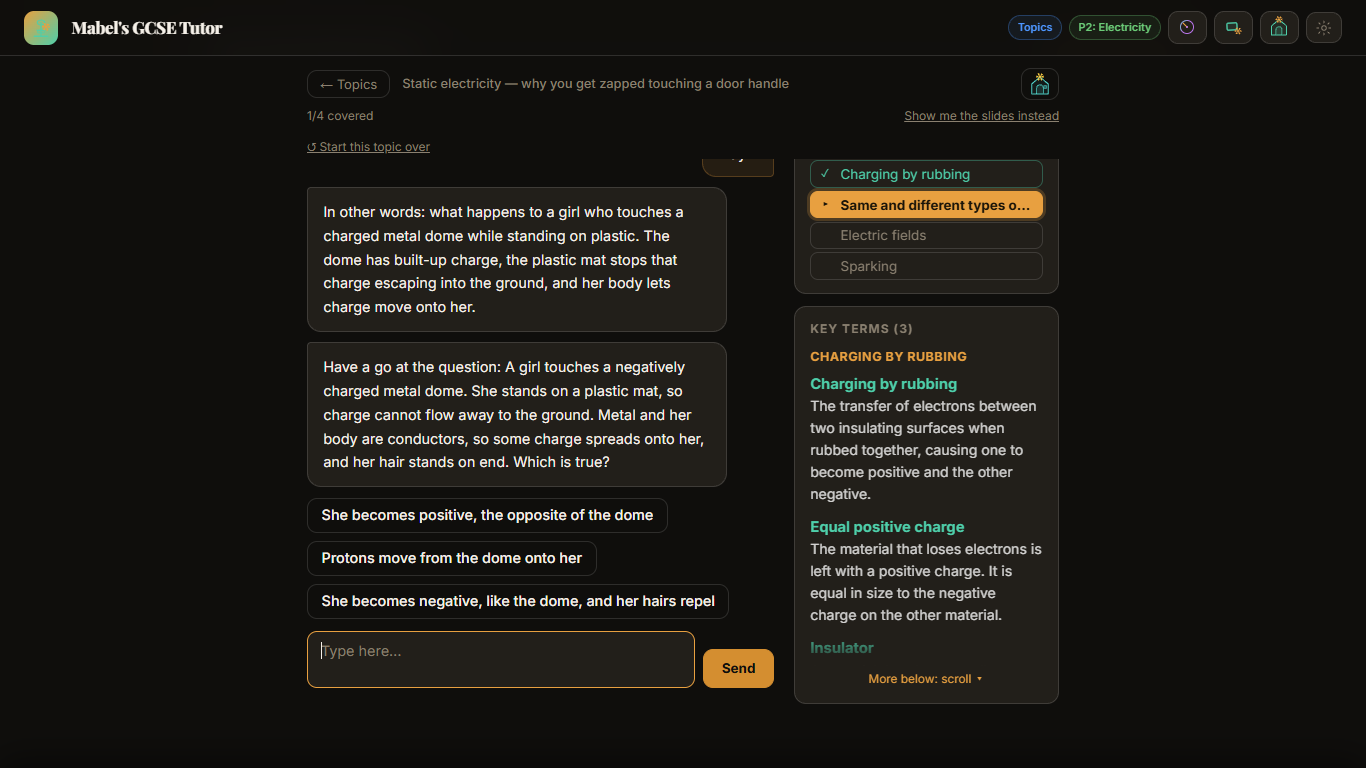 Mabel's GCSE Tutor
Topics
P2: Electricity
← Topics
Static electricity — why you get zapped touching a door handle
1/4 covered
Show me the slides instead
↺ Start this topic over
In other words: what happens to a girl who touches a
charged metal dome while standing on plastic. The
dome has built-up charge, the plastic mat stops that
charge escaping into the ground, and her body lets
charge move onto her.
Have a go at the question: A girl touches a negatively
charged metal dome. She stands on a plastic mat, so
charge cannot flow away to the ground. Metal and her
body are conductors, so some charge spreads onto her,
and her hair stands on end. Which is true?
She becomes positive, the opposite of the dome
Protons move from the dome onto her
She becomes negative, like the dome, and her hairs repel
Type here...
Send
✓ Charging by rubbing
‣ Same and different types o...
Electric fields
Sparking
KEY TERMS (3)
CHARGING BY RUBBING
Charging by rubbing
The transfer of electrons between
two insulating surfaces when
rubbed together, causing one to
become positive and the other
negative.
Equal positive charge
The material that loses electrons is
left with a positive charge. It is
equal in size to the negative
charge on the other material.
Insulator
More below: scroll ▾